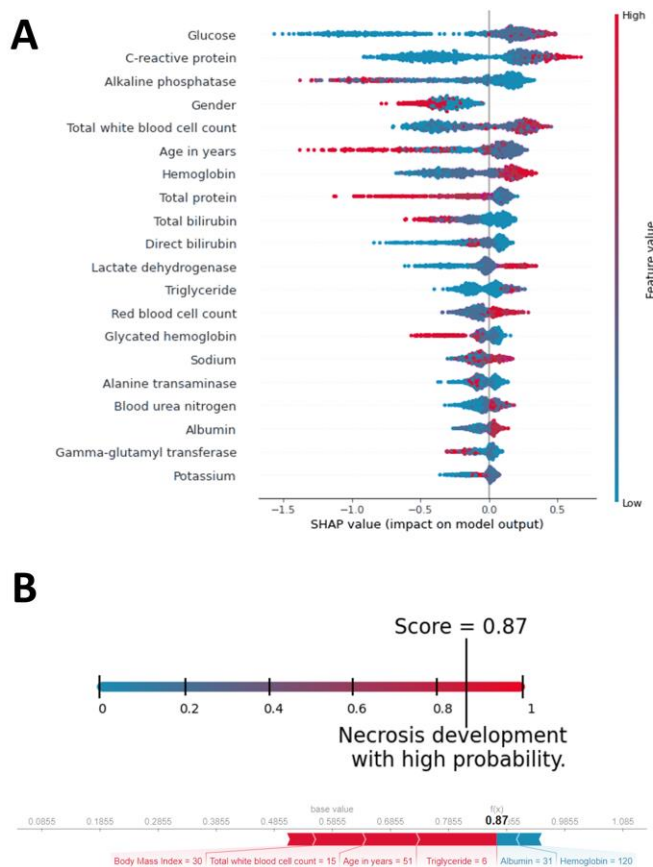 A
High
Glucose
C-reactive protein
Alkaline phosphatase
Gender
Total white blood cell count
Age in years
Hemoglobin
Total protein
Total bilirubin
Direct bilirubin
Lactate dehydrogenase
Triglyceride
Red blood cell count
Glycated hemoglobin
Sodium
Alanine transaminase
Blood urea nitrogen
Albumin
Gamma-glutamyl transferase
Potassium
Feature value
Low
−1.5 −1.0 −0.5 0.0 0.5
SHAP value (impact on model output)
B
Score = 0.87
0 0.2 0.4 0.6 0.8 1
Necrosis development
with high probability.
base value f(x)
0.0855 0.1855 0.2855 0.3855 0.4855 0.5855 0.6855 0.7855 0.87 0.9855 1.085
Body Mass Index = 30 Total white blood cell count = 15 Age in years = 51 Triglyceride = 6 Albumin = 31 Hemoglobin = 120